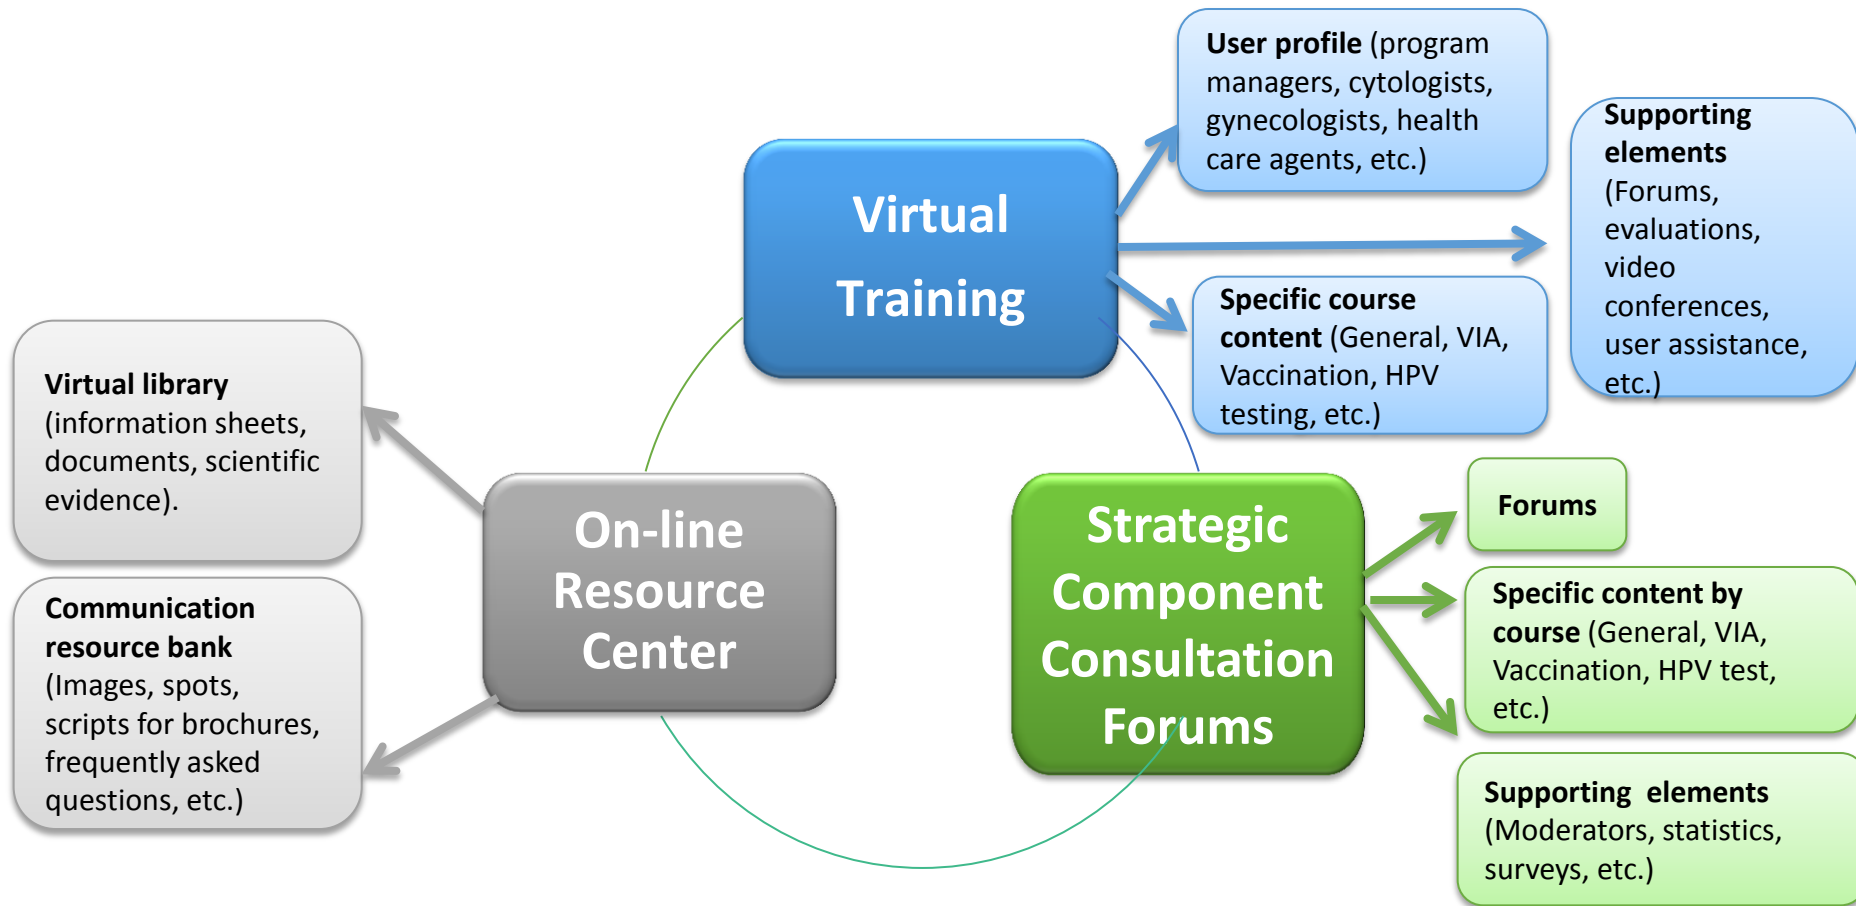 User profile (program
managers, cytologists,
gynecologists, health
care agents, etc.)
Supporting
elements
(Forums,
evaluations,
video
conferences,
user assistance,
etc.)
Virtual
Training
Specific course
content (General, VIA,
Vaccination, HPV
testing, etc.)
Virtual library
(information sheets,
documents, scientific
evidence).
On-line
Resource
Center
Strategic
Component
Consultation
Forums
Forums
Communication
resource bank
(Images, spots,
scripts for brochures,
frequently asked
questions, etc.)
Specific content by
course (General, VIA,
Vaccination, HPV test,
etc.)
Supporting  elements
(Moderators, statistics,
surveys, etc.)